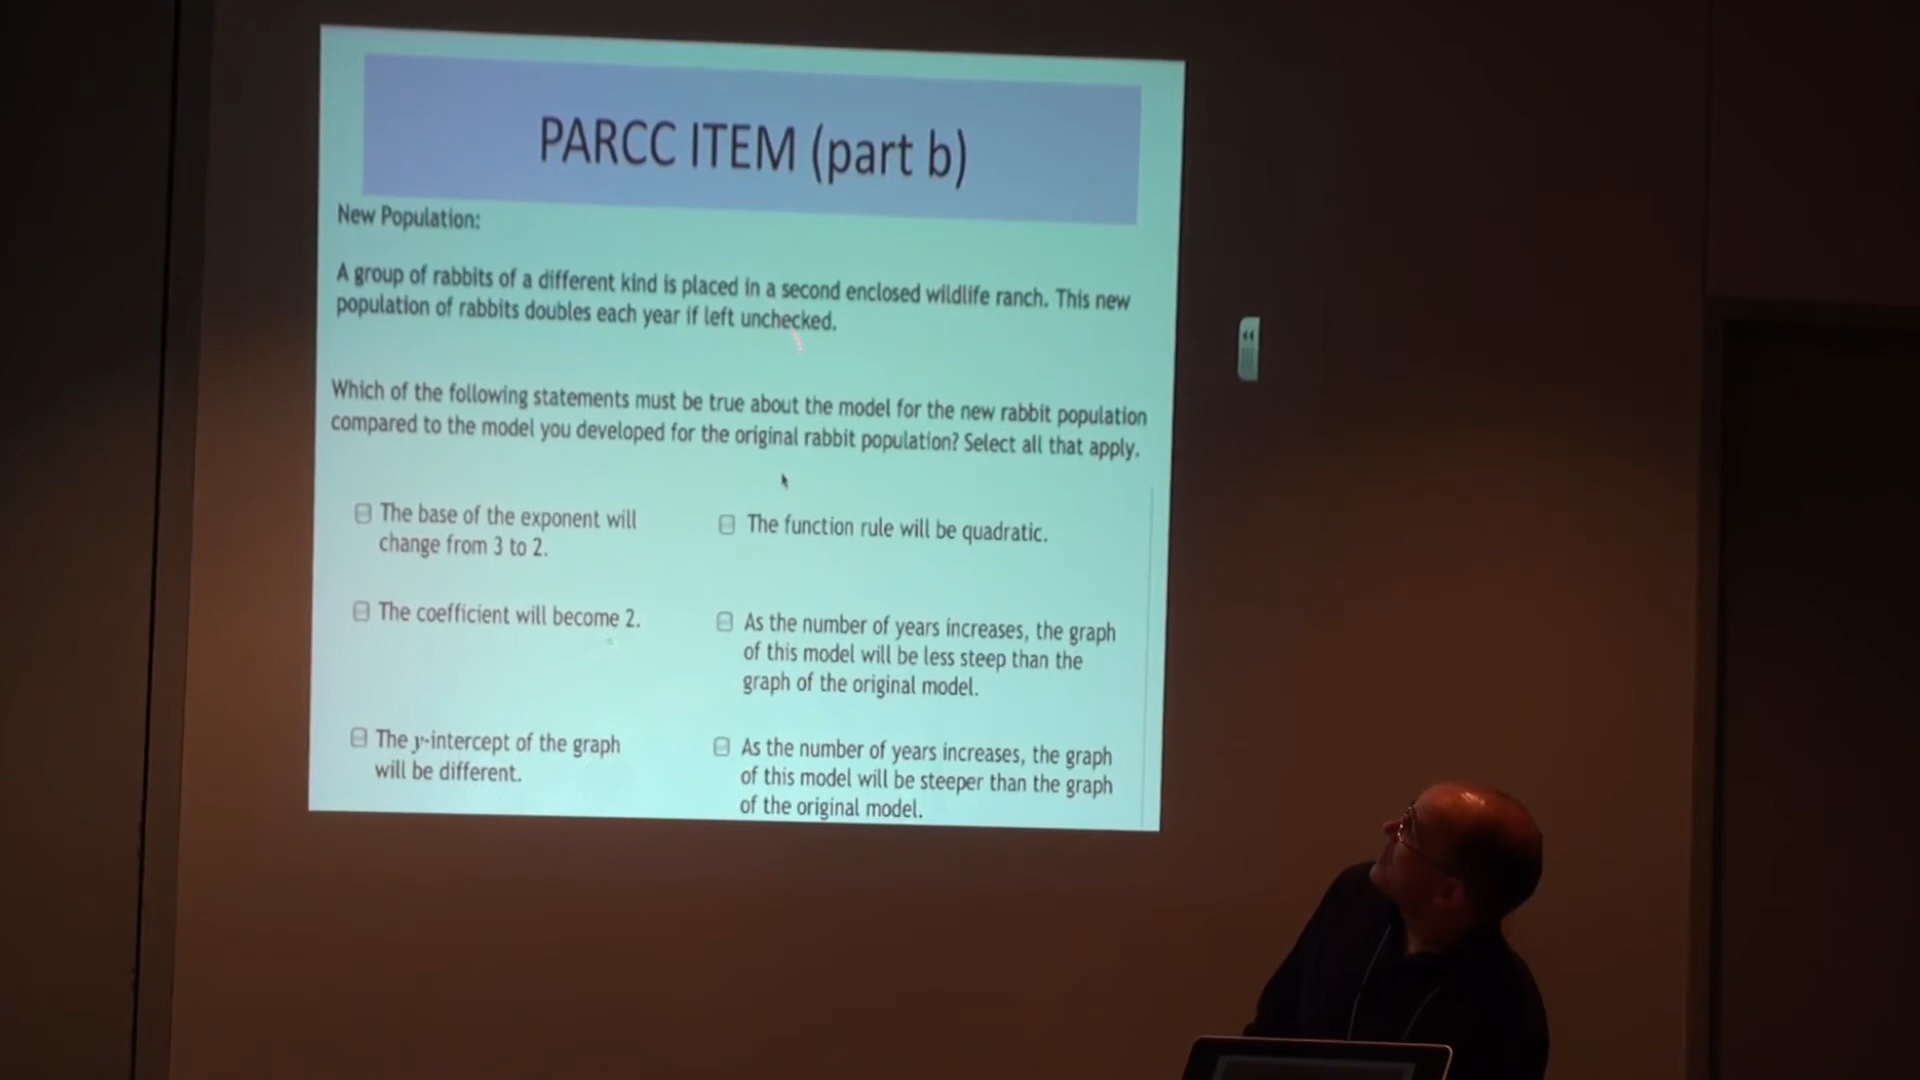 PARCC ITEM (part b)
New Population:
A group of rabbits of a different kind is placed in a second enclosed wildlife ranch. This new
population of rabbits doubles each year if left unchecked.
Which of the following statements must be true about the model for the new rabbit population
compared to the model you developed for the original rabbit population? Select all that apply.
The base of the exponent will
change from 3 to 2.
The function rule will be quadratic.
The coefficient will become 2.
As the number of years increases, the graph
of this model will be less steep than the
graph of the original model.
The y-intercept of the graph
will be different.
As the number of years increases, the graph
of this model will be steeper than the graph
of the original model.